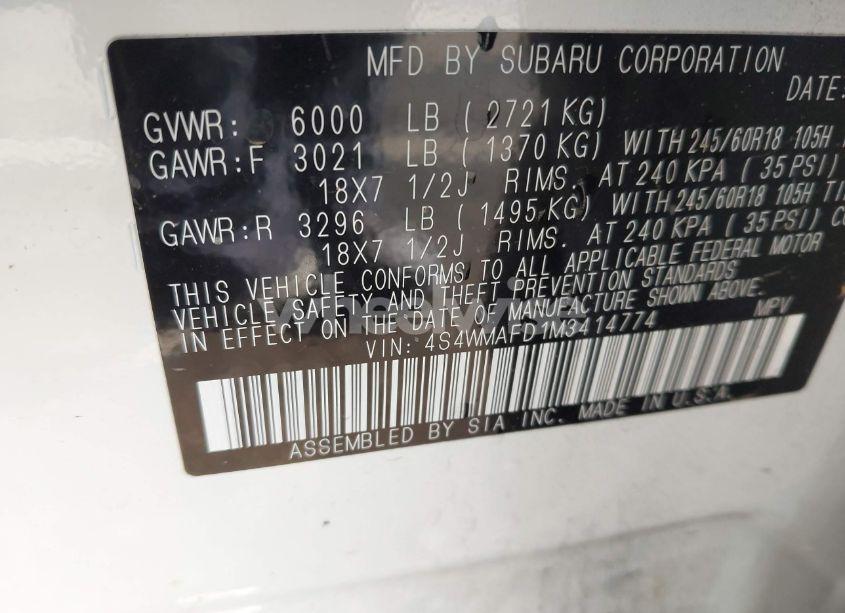 MFD BY SUBARU CORPORATION
DATE:
GVWR: 6000 LB ( 2721 KG)
GAWR:F 3021 LB ( 1370 KG) WITH 245/60R18 105H
18X7 1/2J RIMS. AT 240 KPA ( 35 PSI)
GAWR:R 3296 LB ( 1495 KG) WITH 245/60R18 105H
18X7 1/2J RIMS. AT 240 KPA ( 35 PSI)
THIS VEHICLE CONFORMS TO ALL APPLICABLE FEDERAL MOTOR
VEHICLE SAFETY AND THEFT PREVENTION STANDARDS
IN EFFECT ON THE DATE OF MANUFACTURE SHOWN ABOVE.
VIN: 4S4WMAFD1M3414774 MPV
ASSEMBLED BY SIA INC. MADE IN U.S.A.